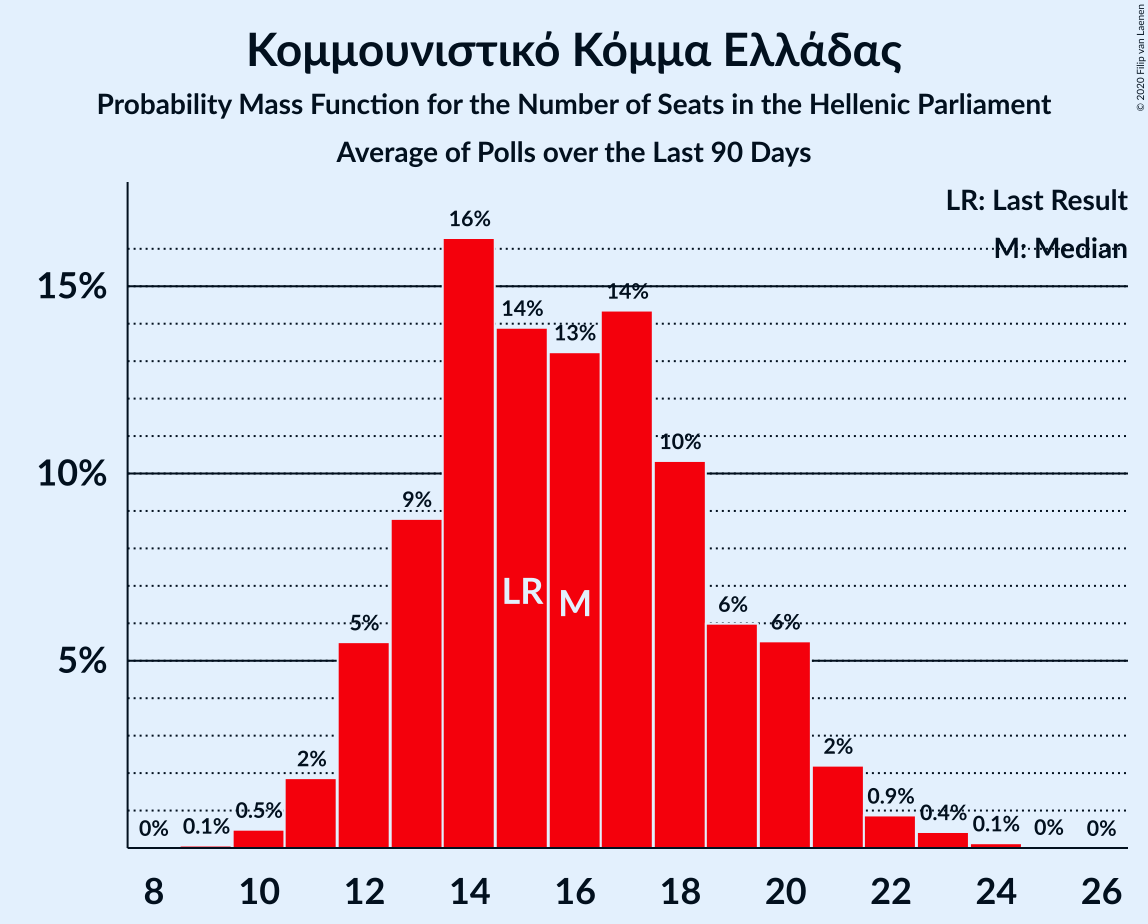 Κομμουνιστικό Κόμμα Ελλάδας
Probability Mass Function for the Number of Seats in the Hellenic Parliament
Average of Polls over the Last 90 Days
© 2020 Filip van Laenen
LR: Last Result
M: Median
15%
10%
5%
0%
0.1%
0.5%
2%
5%
9%
16%
14%
13%
14%
10%
6%
6%
2%
0.9%
0.4%
0.1%
0%
0%
LR
M
8 10 12 14 16 18 20 22 24 26